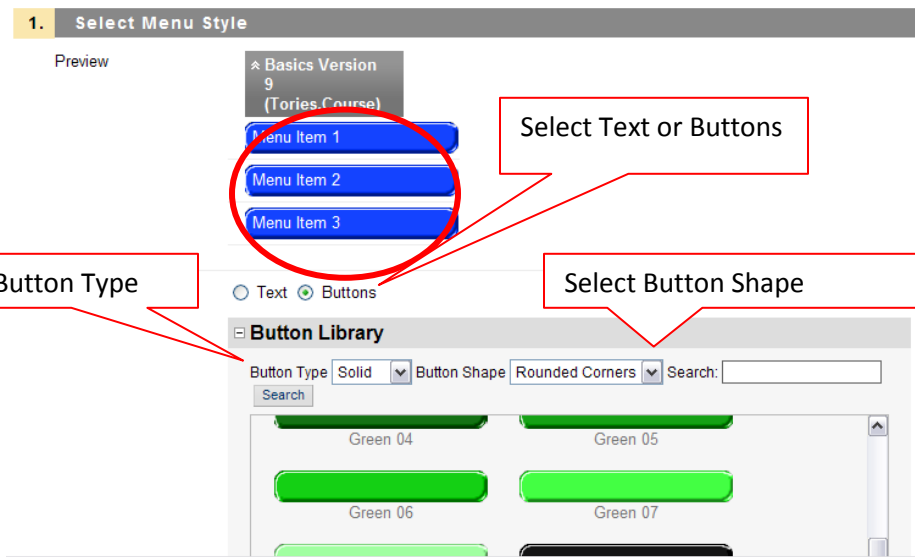 1. Select Menu Style
Preview
Basics Version
9
(Tories.Course)
Menu Item 1
Select Text or Buttons
Menu Item 2
Menu Item 3
Button Type
Select Button Shape
Text Buttons
Button Library
Button Type Solid Button Shape Rounded Corners Search:
Search
Green 04 Green 05
Green 06 Green 07